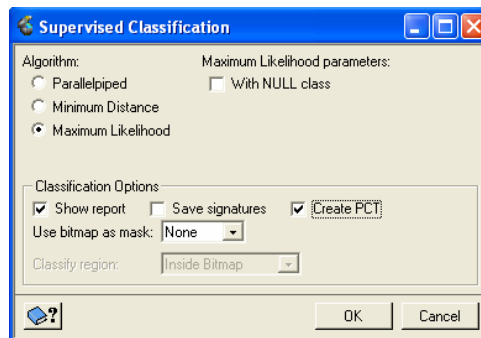 Supervised Classification
Algorithm: Maximum Likelihood parameters:
Parallelpiped With NULL class
Minimum Distance
Maximum Likelihood
Classification Options
Show report Save signatures Create PCT
Use bitmap as mask: None
Classify region: Inside Bitmap
? OK Cancel